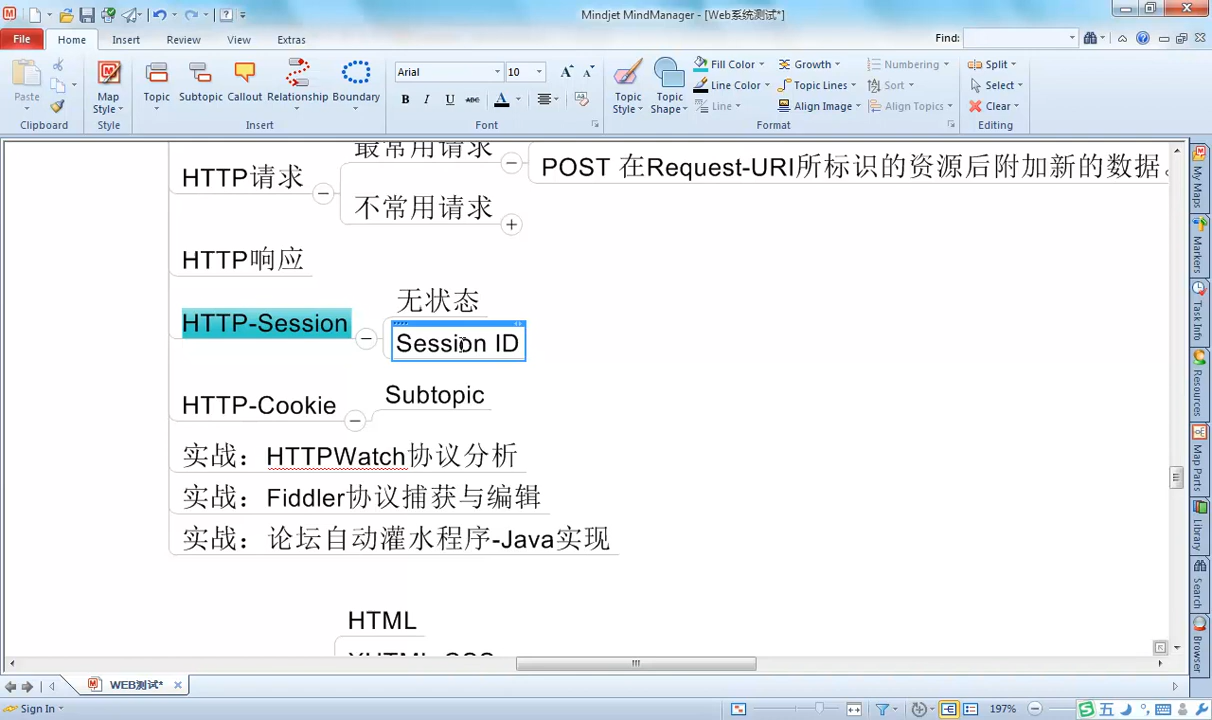 Mindjet MindManager - [Web系统测试*]
File
Home
Insert
Review
View
Extras
Find:
Paste
Map Style
Topic
Subtopic
Callout
Relationship
Boundary
Arial
10
B I U abc
A
Topic Style
Topic Shape
Fill Color
Line Color
Line
Growth
Topic Lines
Align Image
Numbering
Sort
Align Topics
Split
Select
Clear
Clipboard
Style
Insert
Font
Format
Editing
最常用请求
HTTP请求
POST 在Request-URI所标识的资源后附加新的数据。
不常用请求
HTTP响应
无状态
HTTP-Session
Session ID
Subtopic
HTTP-Cookie
实战：HTTPWatch协议分析
实战：Fiddler协议捕获与编辑
实战：论坛自动灌水程序-Java实现
HTML
XHTML-CSS
My Maps
Markers
Task Info
Resources
Map Parts
Library
Search
Browser
WEB测试*
Sign In
197%
五